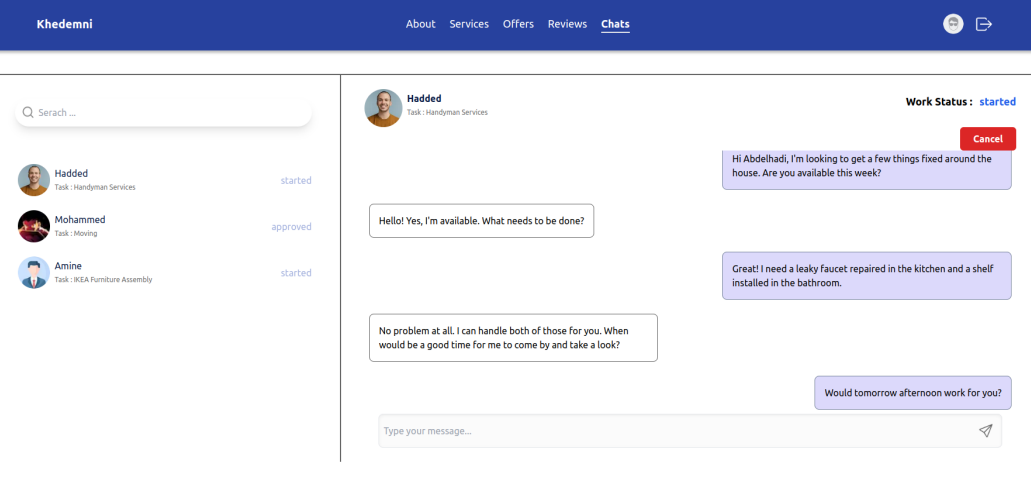 Khedemni
About Services Offers Reviews Chats
Serach ...
Hadded
Task : Handyman Services
started
Mohammed
Task : Moving
approved
Amine
Task : IKEA Furniture Assembly
started
Hadded
Task : Handyman Services
Work Status : started
Cancel
Hi Abdelhadi, I'm looking to get a few things fixed around the
house. Are you available this week?
Hello! Yes, I'm available. What needs to be done?
Great! I need a leaky faucet repaired in the kitchen and a shelf
installed in the bathroom.
No problem at all. I can handle both of those for you. When
would be a good time for me to come by and take a look?
Would tomorrow afternoon work for you?
Type your message...